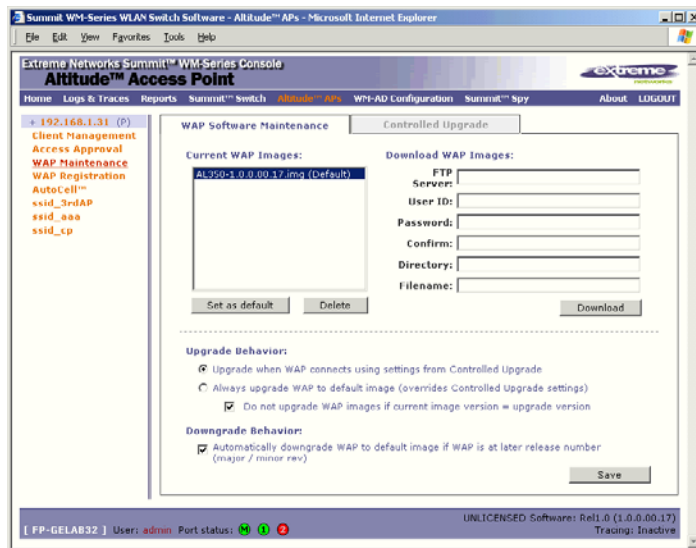 Summit WM-Series WLAN Switch Software - Altitude™ APs - Microsoft Internet Explorer
File Edit View Favorites Tools Help
Extreme Networks Summit™ WM-Series Console
Altitude™ Access Point
extreme networks
Home Logs & Traces Reports Summit™ Switch Altitude™ APs WM-AD Configuration Summit™ Spy About LOGOUT
+ 192.168.1.31 (P)
Client Management
Access Approval
WAP Maintenance
WAP Registration
AutoCell™
ssid_3rdAP
ssid_aaa
ssid_cp
WAP Software Maintenance
Controlled Upgrade
Current WAP Images:
AL350-1.0.0.00.17.img (Default)
Set as default
Delete
Download WAP Images:
FTP
Server:
User ID:
Password:
Confirm:
Directory:
Filename:
Download
Upgrade Behavior:
Upgrade when WAP connects using settings from Controlled Upgrade
Always upgrade WAP to default image (overrides Controlled Upgrade settings)
Do not upgrade WAP images if current image version = upgrade version
Downgrade Behavior:
Automatically downgrade WAP to default image if WAP is at later release number
(major / minor rev)
Save
[ FP-GELAB32 ] User: admin Port status: M 1 2
UNLICENSED Software: Rel1.0 (1.0.0.00.17)
Tracing: Inactive